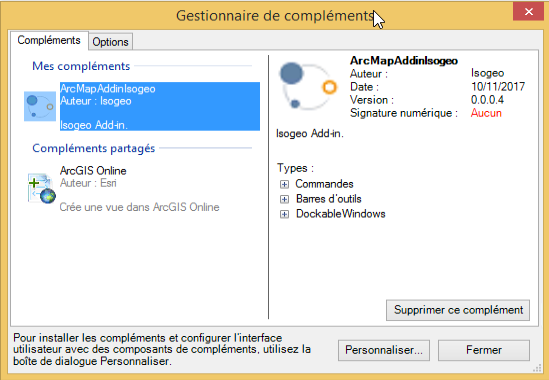 Gestionnaire de compléments
Compléments
Options
Mes compléments
ArcMapAddinIsogeo
Auteur : Isogeo
Isogeo Add-in.
Compléments partagés
ArcGIS Online
Auteur : Esri
Crée une vue dans ArcGIS Online
ArcMapAddinIsogeo
Auteur : Isogeo
Date : 10/11/2017
Version : 0.0.0.4
Signature numérique : Aucun
Isogeo Add-in.
Types :
Commandes
Barres d'outils
DockableWindows
Supprimer ce complément
Pour installer les compléments et configurer l'interface
utilisateur avec des composants de compléments, utilisez la
boîte de dialogue Personnaliser.
Personnaliser...
Fermer